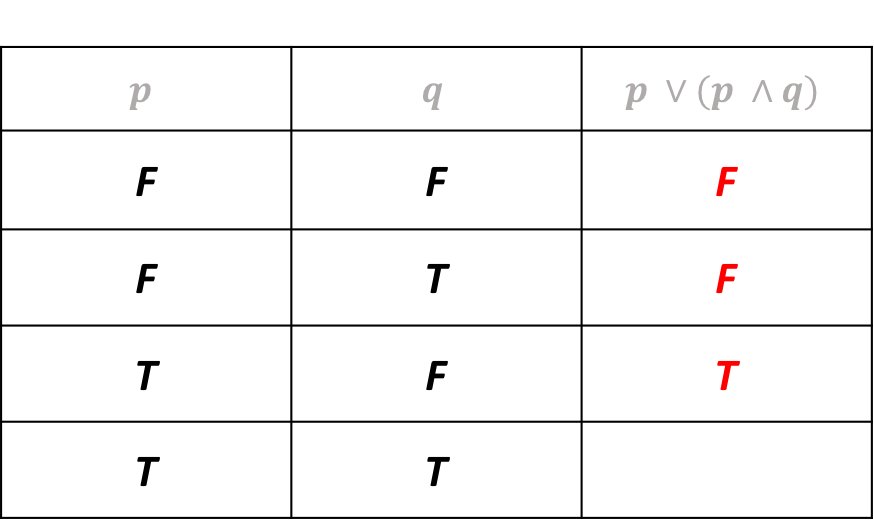 p q p ∨ (p ∧ q)
F F F
F T F
T F T
T T